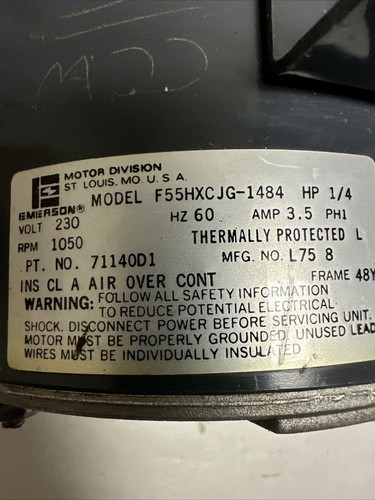 MOTOR DIVISION
ST. LOUIS, MO. U.S.A.
EMERSON®
MODEL F55HXCJG-1484 HP 1/4
VOLT 230 HZ 60 AMP 3.5 PH1
RPM 1050 THERMALLY PROTECTED L
PT. NO. 71140D1 MFG. NO. L75 8
INS CL A AIR OVER CONT FRAME 48Y
WARNING: FOLLOW ALL SAFETY INFORMATION
TO REDUCE POTENTIAL ELECTRICAL
SHOCK. DISCONNECT POWER BEFORE SERVICING UNIT.
MOTOR MUST BE PROPERLY GROUNDED. UNUSED LEAD
WIRES MUST BE INDIVIDUALLY INSULATED